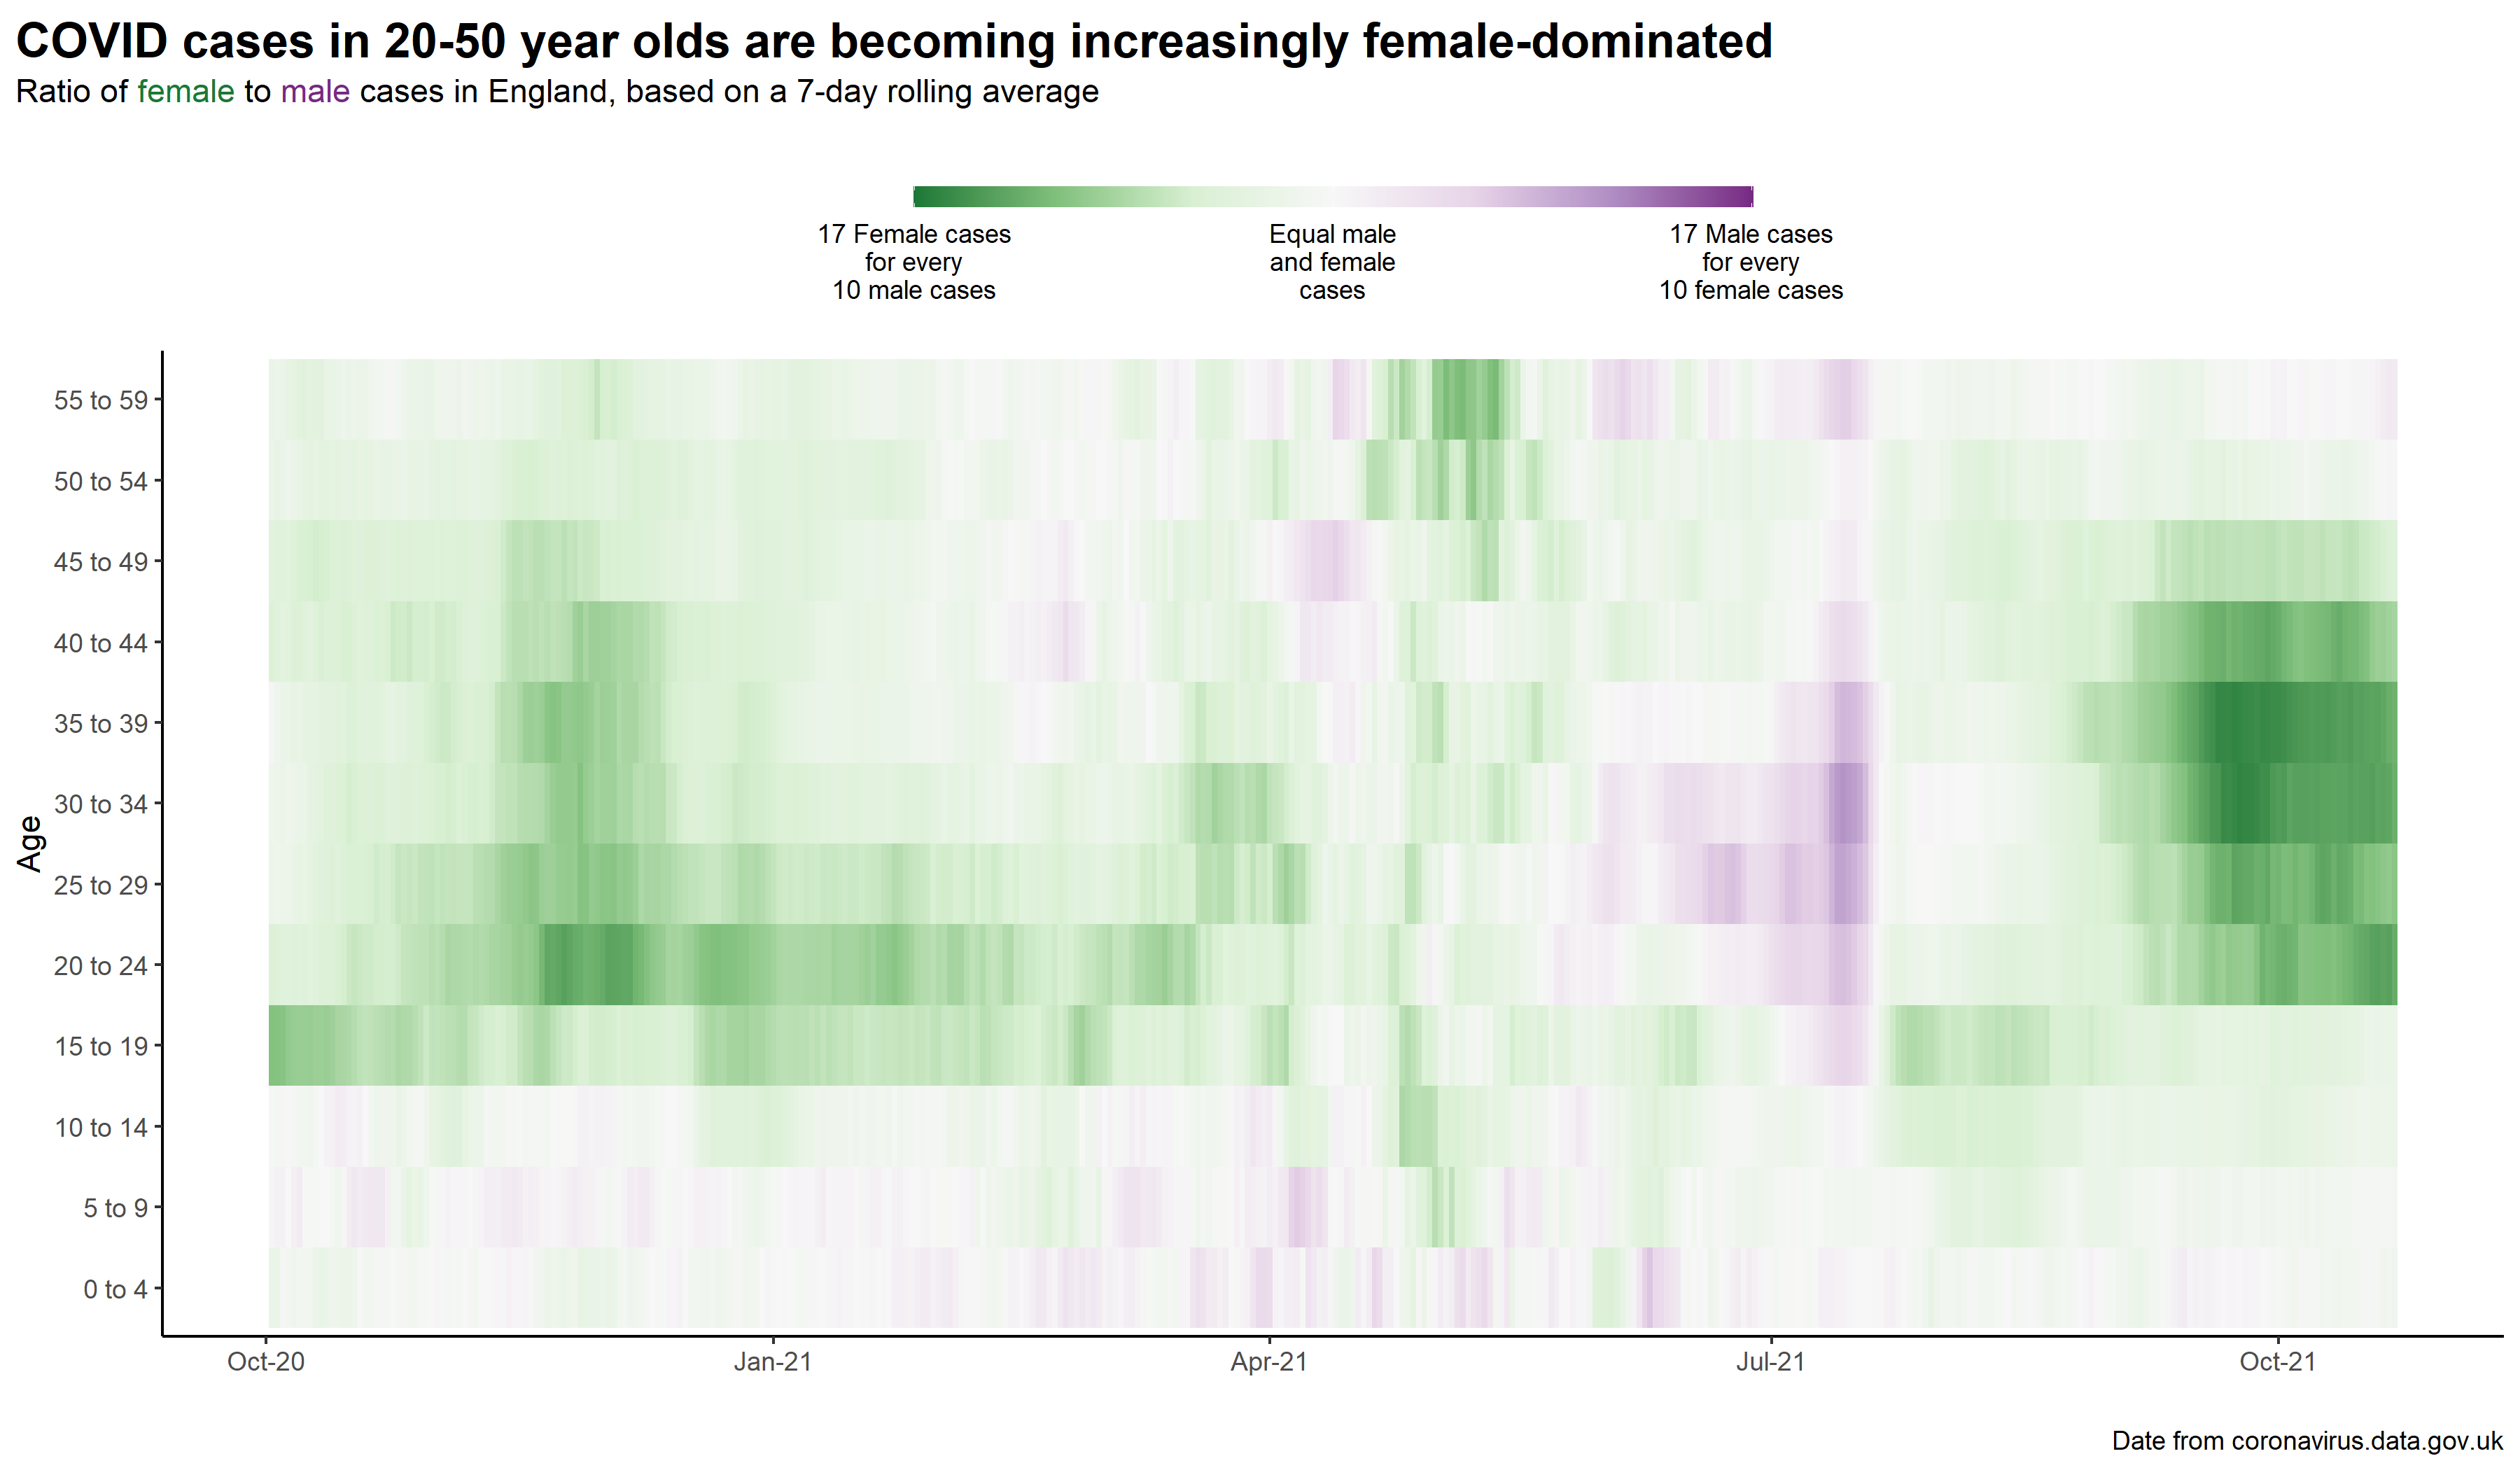 COVID cases in 20-50 year olds are becoming increasingly female-dominated
Ratio of female to male cases in England, based on a 7-day rolling average
17 Female cases
for every
10 male cases
Equal male
and female
cases
17 Male cases
for every
10 female cases
Age
55 to 59
50 to 54
45 to 49
40 to 44
35 to 39
30 to 34
25 to 29
20 to 24
15 to 19
10 to 14
5 to 9
0 to 4
Oct-20
Jan-21
Apr-21
Jul-21
Oct-21
Date from coronavirus.data.gov.uk